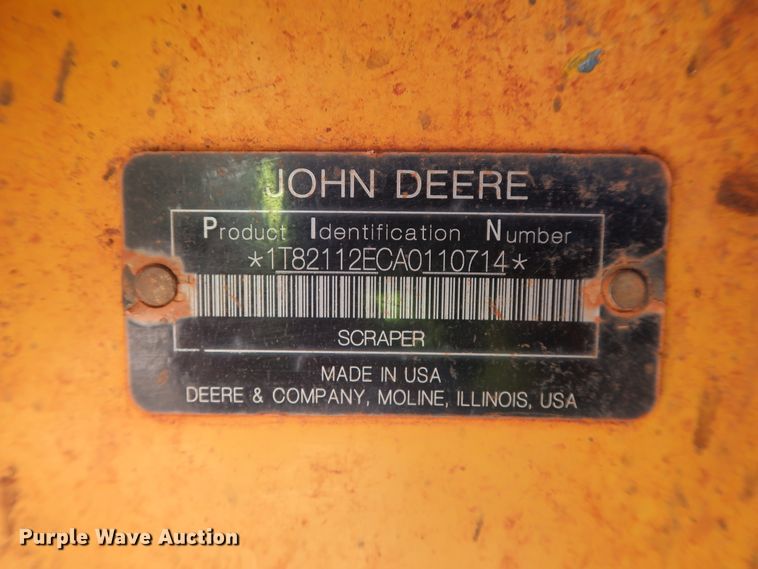 JOHN DEERE
Product Identification Number
*1T82112ECA0110714*
SCRAPER
MADE IN USA
DEERE & COMPANY, MOLINE, ILLINOIS, USA
Purple Wave Auction